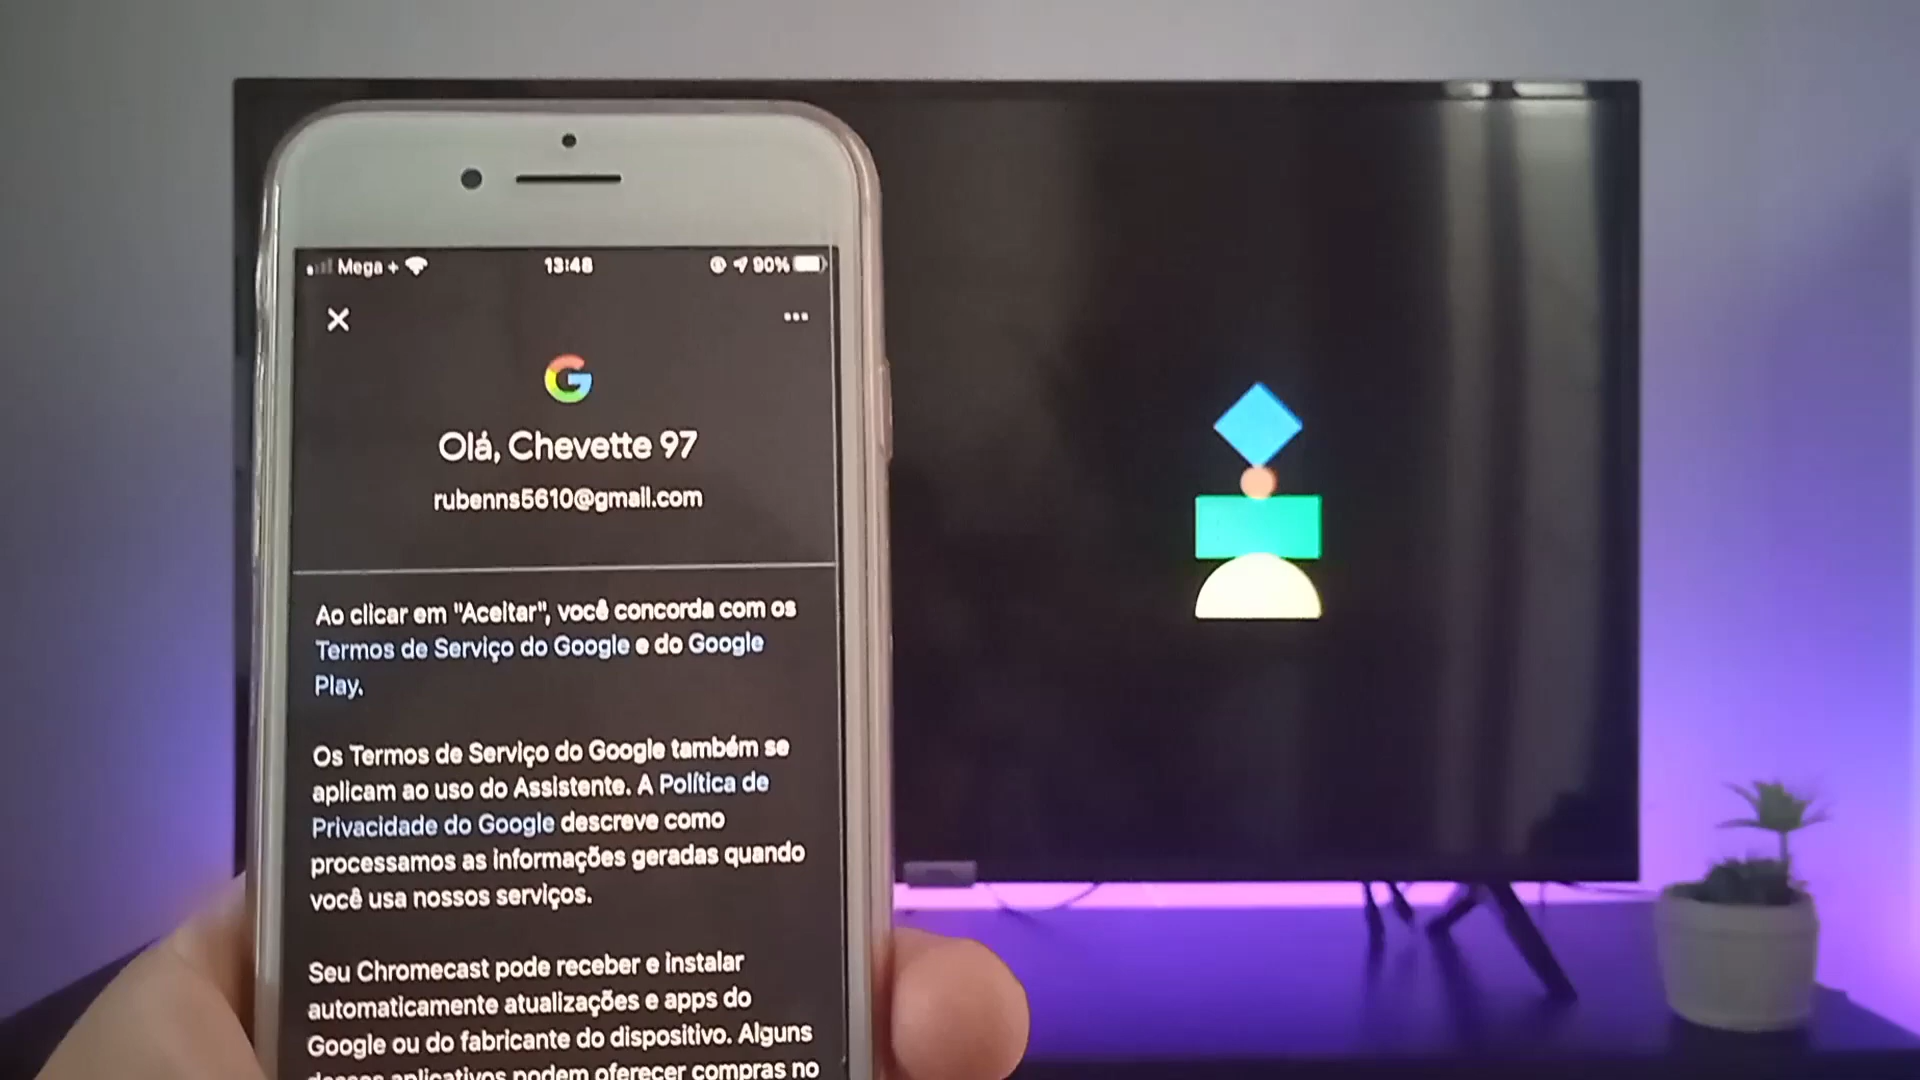 Mega + 13:48 90%
Olá, Chevette 97
rubenns5610@gmail.com
Ao clicar em "Aceitar", você concorda com os
Termos de Serviço do Google e do Google
Play.
Os Termos de Serviço do Google também se
aplicam ao uso do Assistente. A Política de
Privacidade do Google descreve como
processamos as informações geradas quando
você usa nossos serviços.
Seu Chromecast pode receber e instalar
automaticamente atualizações e apps do
Google ou do fabricante do dispositivo. Alguns
aplicativos podem oferecer compras no